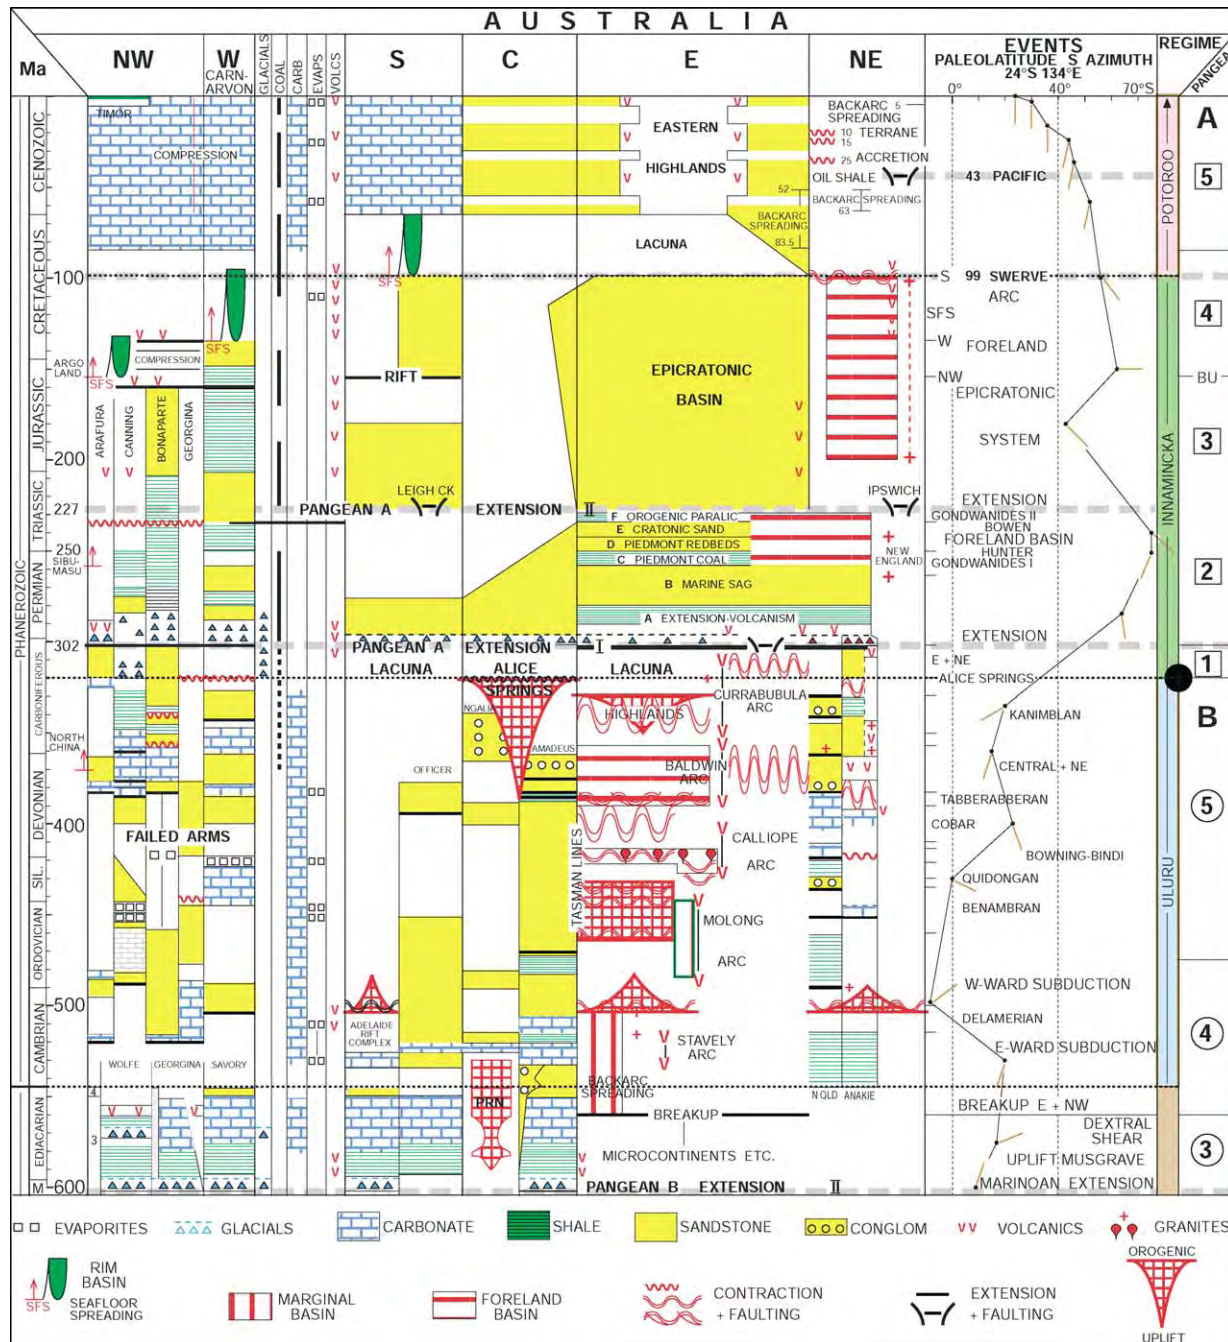 AUSTRALIA
Ma
NW
W
CARN-
ARVON
GLACIALS
COAL
CARB
EVAPS
VOLCS
S
C
E
NE
EVENTS
PALEOLATITUDE °S AZIMUTH
24°S 134°E
0° 40° 70°S
REGIME
PANGEA
PHANEROZOIC
CENOZOIC
CRETACEOUS
JURASSIC
TRIASSIC
PERMIAN
CARBONIFEROUS
DEVONIAN
SIL.
ORDOVICIAN
CAMBRIAN
EDIACARIAN
M
100
200
227
250
302
400
500
600
TIMOR
COMPRESSION
ARGO
LAND
SFS
COMPRESSION
SFS
SFS
ARAFURA
CANNING
BONAPARTE
GEORGINA
SIBU-
MASU
NORTH
CHINA
FAILED ARMS
WOLFE
GEORGINA
SAVORY
4
3
RIFT
LEIGH CK
PANGEAN A EXTENSION II
PANGEAN A EXTENSION I
LACUNA
ALICE
SPRINGS
LACUNA
NGALIA
AMADEUS
OFFICER
ADELAIDE
RIFT
COMPLEX
PRN
TASMAN LINES
EASTERN
HIGHLANDS
LACUNA
BACKARC
SPREADING
83.5
52
EPICRATONIC
BASIN
F OROGENIC PARALIC
E CRATONIC SAND
D PIEDMONT REDBEDS
C PIEDMONT COAL
B MARINE SAG
A EXTENSION-VOLCANISM
HIGHLANDS
CURRABUBULA
ARC
BALDWIN
ARC
CALLIOPE
ARC
MOLONG
ARC
STAVELY
ARC
BACKARC
SPREADING
BREAKUP
MICROCONTINENTS ETC.
PANGEAN B EXTENSION II
BACKARC 5
SPREADING
10 TERRANE
15
25 ACCRETION
OIL SHALE
BACKARC SPREADING
63
IPSWICH
NEW
ENGLAND
N QLD
ANAKIE
43 PACIFIC
S
99 SWERVE
ARC
SFS
W
FORELAND
NW
EPICRATONIC
SYSTEM
EXTENSION
GONDWANIDES II
BOWEN
FORELAND BASIN
HUNTER
GONDWANIDES I
EXTENSION
E + NE
ALICE SPRINGS
KANIMBLAN
CENTRAL + NE
TABBERABBERAN
COBAR
BOWNING-BINDI
QUIDONGAN
BENAMBRAN
W-WARD SUBDUCTION
DELAMERIAN
E-WARD SUBDUCTION
BREAKUP E + NW
DEXTRAL
SHEAR
UPLIFT MUSGRAVE
MARINOAN EXTENSION
POTOROO
INNAMINCKA
ULURU
A
5
4
BU
3
2
1
B
5
4
3
EVAPORITES
GLACIALS
CARBONATE
SHALE
SANDSTONE
CONGLOM
VOLCANICS
GRANITES
RIM
BASIN
SFS
SEAFLOOR
SPREADING
MARGINAL
BASIN
FORELAND
BASIN
CONTRACTION
+ FAULTING
EXTENSION
+ FAULTING
OROGENIC
UPLIFT